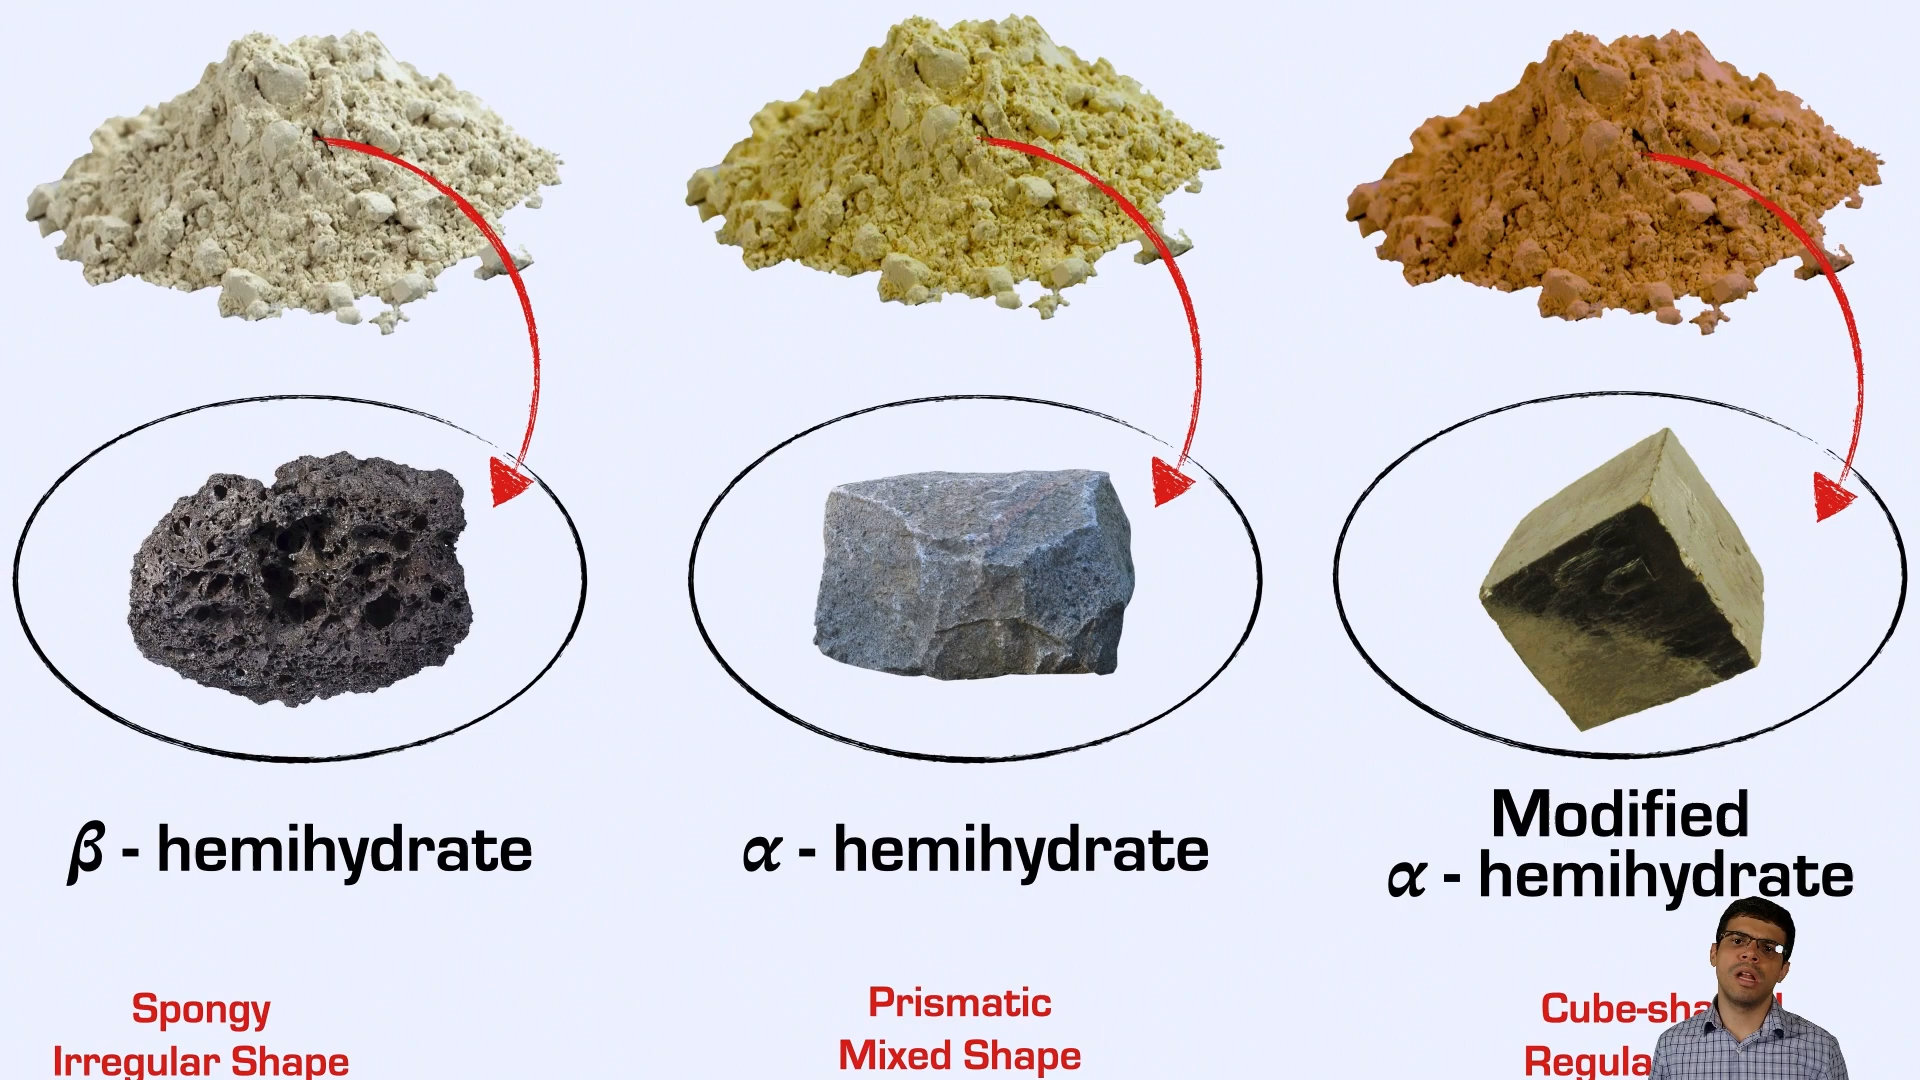 β - hemihydrate
α - hemihydrate
Modified
α - hemihydrate
Spongy
Irregular Shape
Prismatic
Mixed Shape